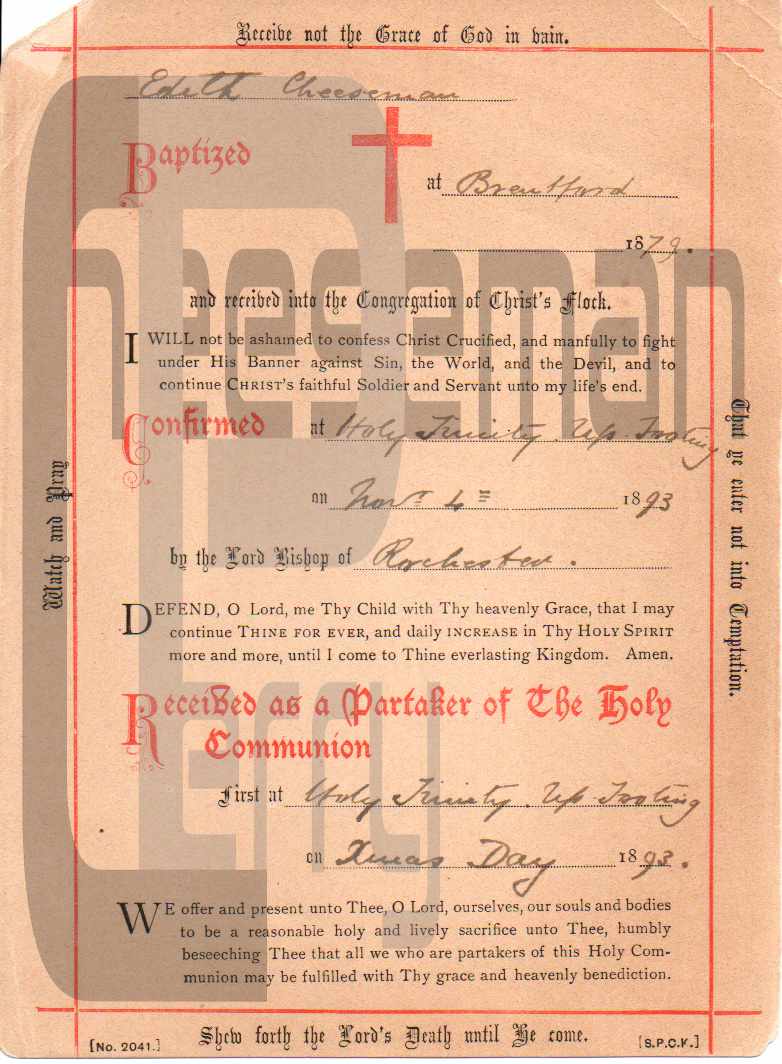 Receive not the Grace of God in vain.
Edith Cheeseman
Baptized
at Brentford
1879.
and received into the Congregation of Christ's Flock.
I WILL not be ashamed to confess Christ Crucified, and manfully to fight
under His Banner against Sin, the World, and the Devil, and to
continue CHRIST'S faithful Soldier and Servant unto my life's end.
Confirmed at Holy Trinity. Up. Tooting
on Novr 4th 1893
by the Lord Bishop of Rochester.
DEFEND, O Lord, me Thy Child with Thy heavenly Grace, that I may
continue THINE FOR EVER, and daily INCREASE in Thy HOLY SPIRIT
more and more, until I come to Thine everlasting Kingdom. Amen.
Received as a Partaker of The Holy
Communion
First at Holy Trinity. Up. Tooting
on Xmas Day 1893.
WE offer and present unto Thee, O Lord, ourselves, our souls and bodies
to be a reasonable holy and lively sacrifice unto Thee, humbly
beseeching Thee that all we who are partakers of this Holy Com-
munion may be fulfilled with Thy grace and heavenly benediction.
Shew forth the Lord's Death until He come.
[No. 2041.]
[S.P.C.K.]
Watch and Pray
That ye enter not into Temptation.
Cheeseman